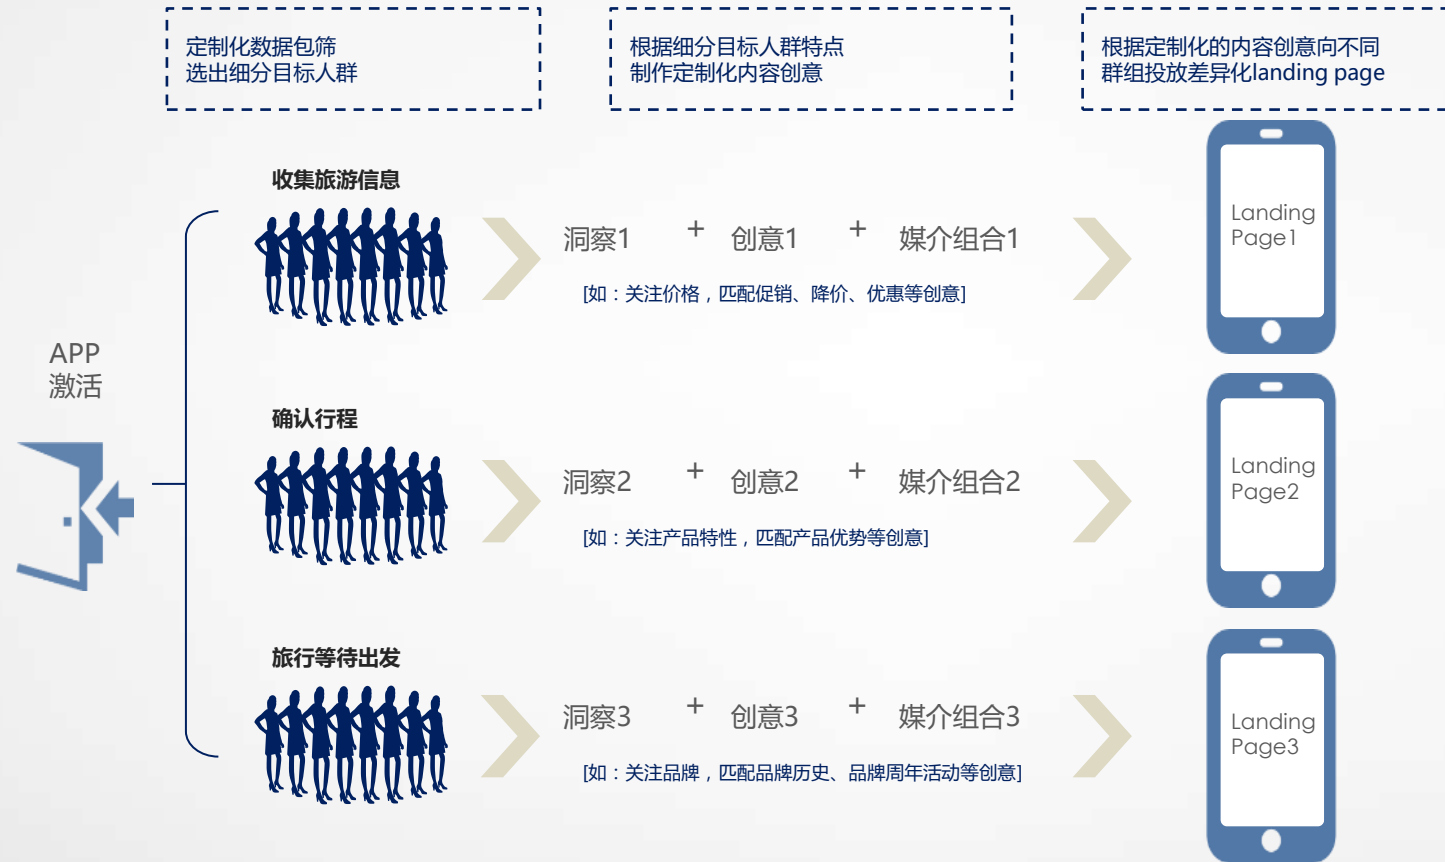 定制化数据包筛
选出细分目标人群
根据细分目标人群特点
制作定制化内容创意
根据定制化的内容创意向不同
群组投放差异化landing page
APP
激活
收集旅游信息
洞察1 + 创意1 + 媒介组合1
[如：关注价格，匹配促销、降价、优惠等创意]
Landing
Page1
确认行程
洞察2 + 创意2 + 媒介组合2
[如：关注产品特性，匹配产品优势等创意]
Landing
Page2
旅行等待出发
洞察3 + 创意3 + 媒介组合3
[如：关注品牌，匹配品牌历史、品牌周年活动等创意]
Landing
Page3